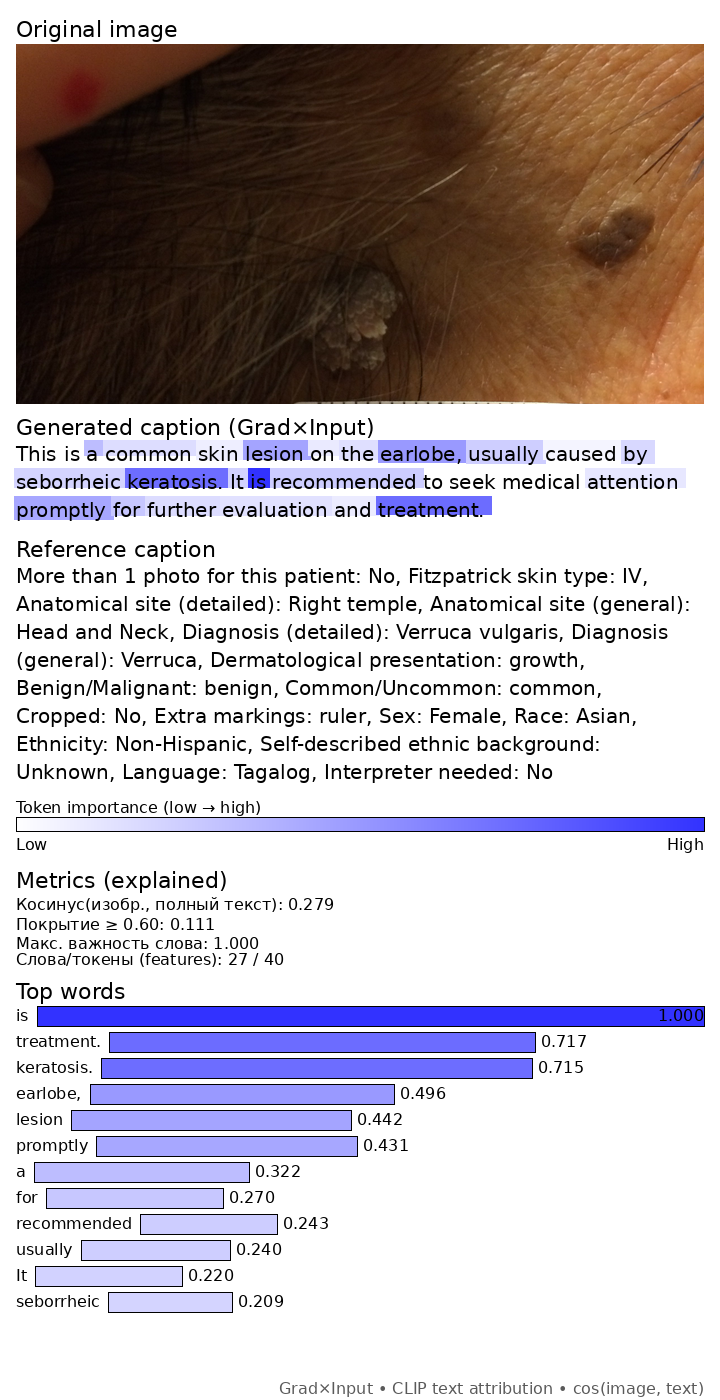 Original image
Generated caption (Grad×Input)
This is a common skin lesion on the earlobe, usually caused by
seborrheic keratosis. It is recommended to seek medical attention
promptly for further evaluation and treatment.
Reference caption
More than 1 photo for this patient: No, Fitzpatrick skin type: IV,
Anatomical site (detailed): Right temple, Anatomical site (general):
Head and Neck, Diagnosis (detailed): Verruca vulgaris, Diagnosis
(general): Verruca, Dermatological presentation: growth,
Benign/Malignant: benign, Common/Uncommon: common,
Cropped: No, Extra markings: ruler, Sex: Female, Race: Asian,
Ethnicity: Non-Hispanic, Self-described ethnic background:
Unknown, Language: Tagalog, Interpreter needed: No
Token importance (low → high)
Low High
Metrics (explained)
Косинус(изобр., полный текст): 0.279
Покрытие ≥ 0.60: 0.111
Макс. важность слова: 1.000
Слова/токены (features): 27 / 40
Top words
is 1.000
treatment. 0.717
keratosis. 0.715
earlobe, 0.496
lesion 0.442
promptly 0.431
a 0.322
for 0.270
recommended 0.243
usually 0.240
It 0.220
seborrheic 0.209
Grad×Input • CLIP text attribution • cos(image, text)